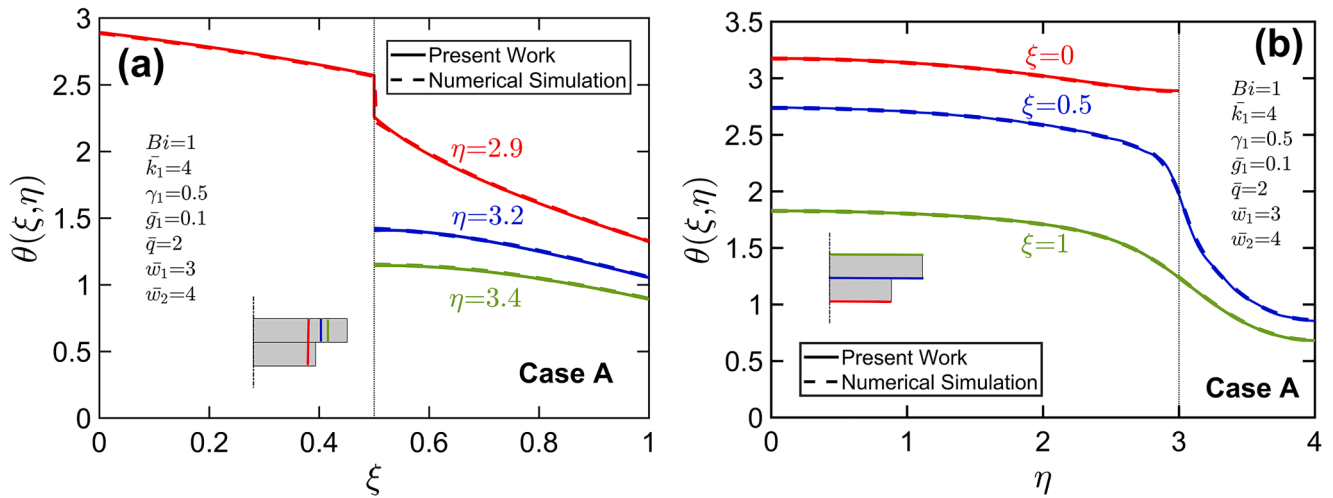 (a)
Present Work
Numerical Simulation
Bi=1
k̄₁=4
γ₁=0.5
ḡ₁=0.1
q̄=2
w̄₁=3
w̄₂=4
η=2.9
η=3.2
η=3.4
Case A
3
2.5
2
1.5
1
0.5
0
0
0.2
0.4
0.6
0.8
1
θ(ξ,η)
ξ
(b)
ξ=0
ξ=0.5
ξ=1
Bi=1
k̄₁=4
γ₁=0.5
ḡ₁=0.1
q̄=2
w̄₁=3
w̄₂=4
Present Work
Numerical Simulation
Case A
3.5
3
2.5
2
1.5
1
0.5
0
0
1
2
3
4
θ(ξ,η)
η